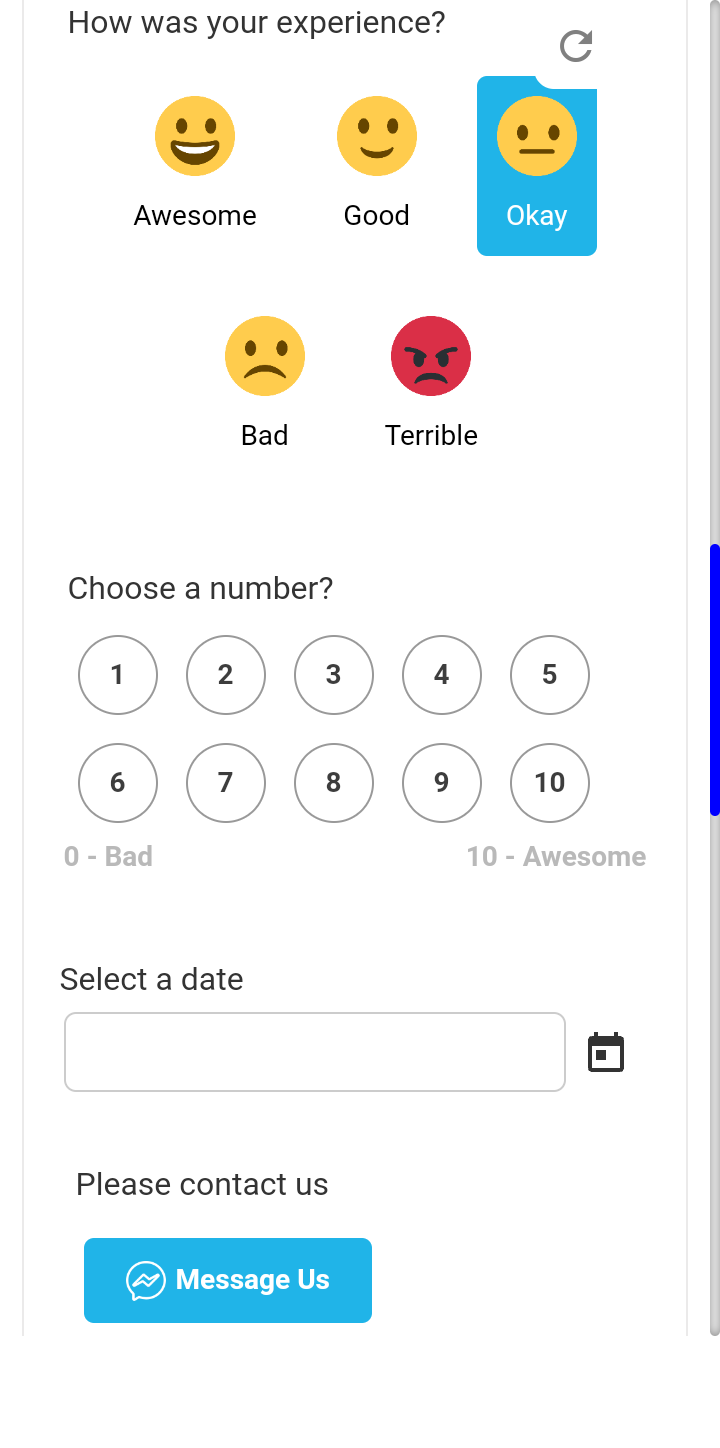 How was your experience?
Awesome Good Okay
Bad Terrible
Choose a number?
1 2 3 4 5
6 7 8 9 10
0 - Bad 10 - Awesome
Select a date
Please contact us
Message Us